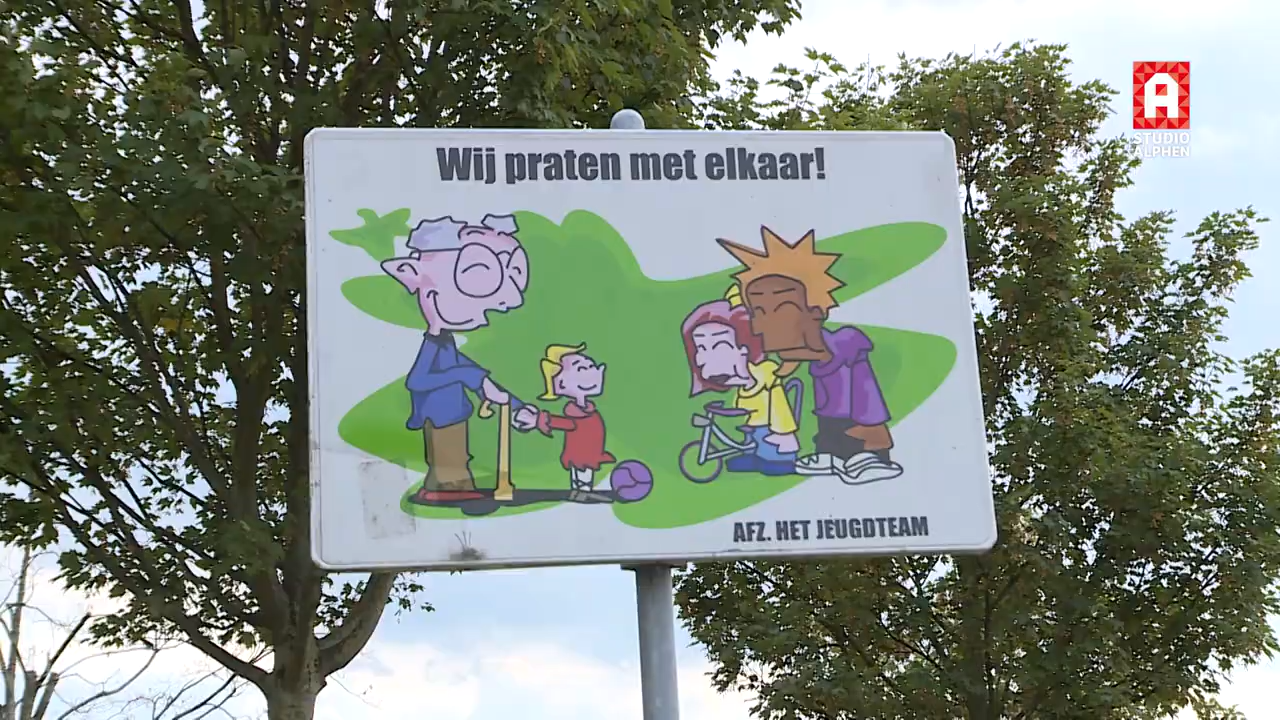 A
STUDIO
ALPHEN
Wij praten met elkaar!
AFZ. HET JEUGDTEAM